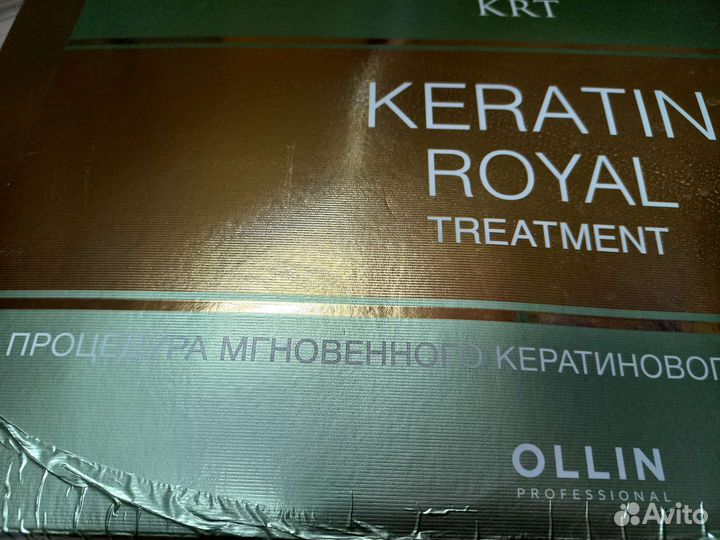 KRT
KERATIN
ROYAL
TREATMENT
ПРОЦЕДУРА МГНОВЕННОГО КЕРАТИНОВОГ
OLLIN
PROFESSIONAL
Avito